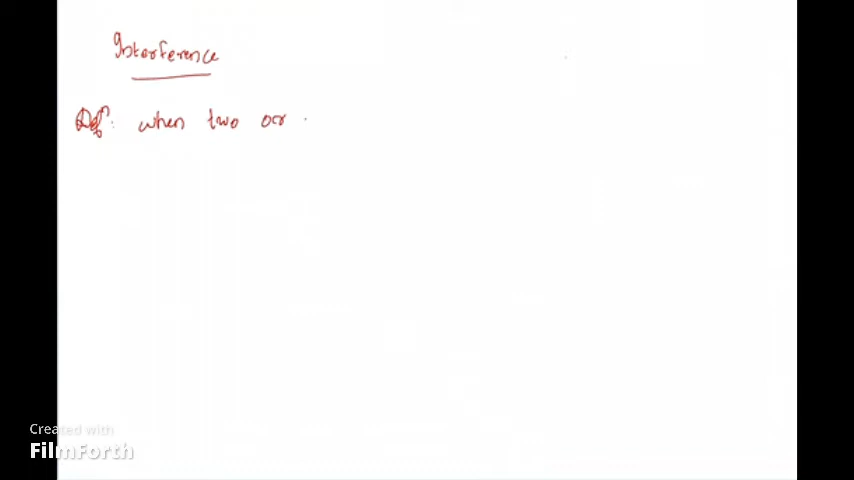 Interference
Defn: when two or
Created with
FilmForth